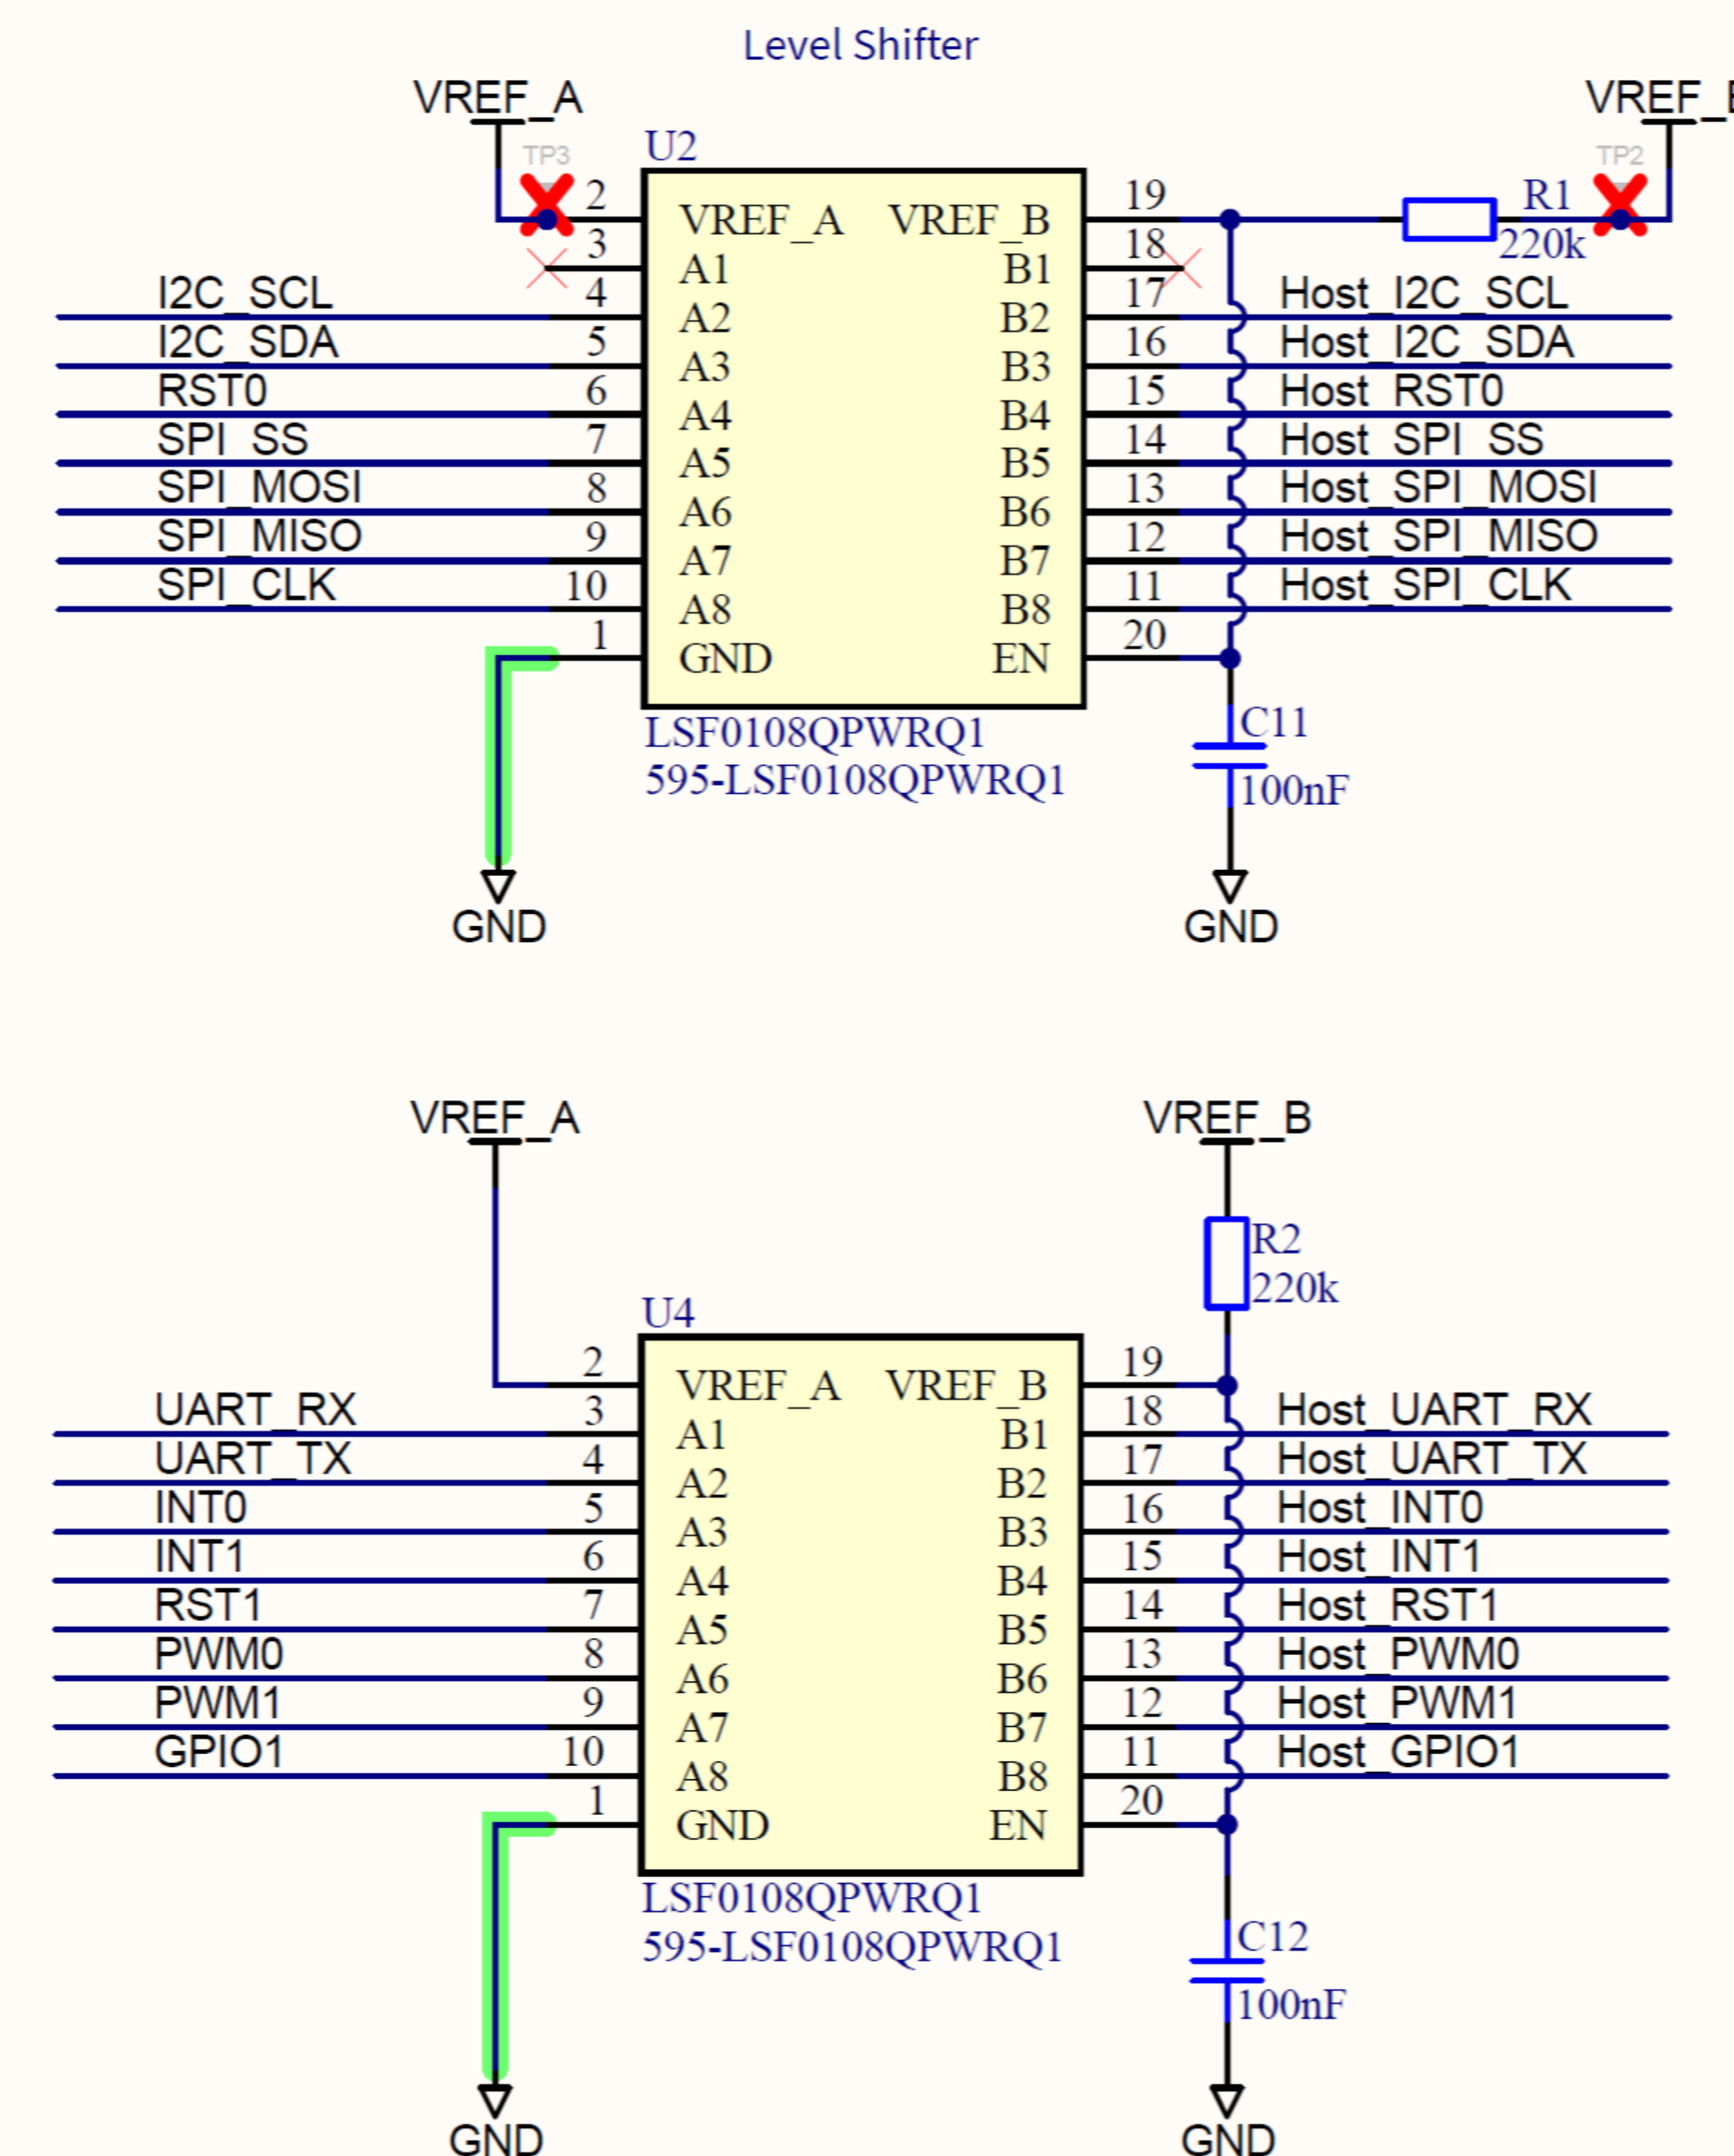 Level Shifter
VREF_A
VREF_B
TP3
U2
TP2
2
VREF_A
VREF_B
19
R1
220k
3
A1
B1
18
I2C_SCL
4
A2
B2
17
Host_I2C_SCL
I2C_SDA
5
A3
B3
16
Host_I2C_SDA
RST0
6
A4
B4
15
Host_RST0
SPI_SS
7
A5
B5
14
Host_SPI_SS
SPI_MOSI
8
A6
B6
13
Host_SPI_MOSI
SPI_MISO
9
A7
B7
12
Host_SPI_MISO
SPI_CLK
10
A8
B8
11
Host_SPI_CLK
1
GND
EN
20
LSF0108QPWRQ1
595-LSF0108QPWRQ1
C11
100nF
GND
GND
VREF_A
VREF_B
R2
220k
U4
2
VREF_A
VREF_B
19
UART_RX
3
A1
B1
18
Host_UART_RX
UART_TX
4
A2
B2
17
Host_UART_TX
INT0
5
A3
B3
16
Host_INT0
INT1
6
A4
B4
15
Host_INT1
RST1
7
A5
B5
14
Host_RST1
PWM0
8
A6
B6
13
Host_PWM0
PWM1
9
A7
B7
12
Host_PWM1
GPIO1
10
A8
B8
11
Host_GPIO1
1
GND
EN
20
LSF0108QPWRQ1
595-LSF0108QPWRQ1
C12
100nF
GND
GND